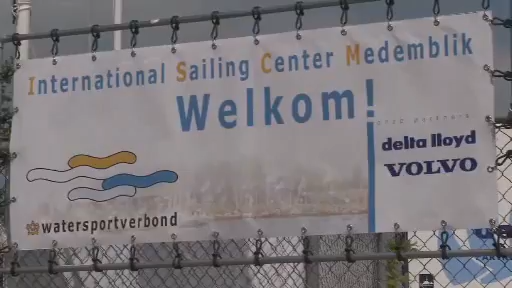 International Sailing Center Medemblik
Welkom!
delta lloyd
VOLVO
watersportverbond